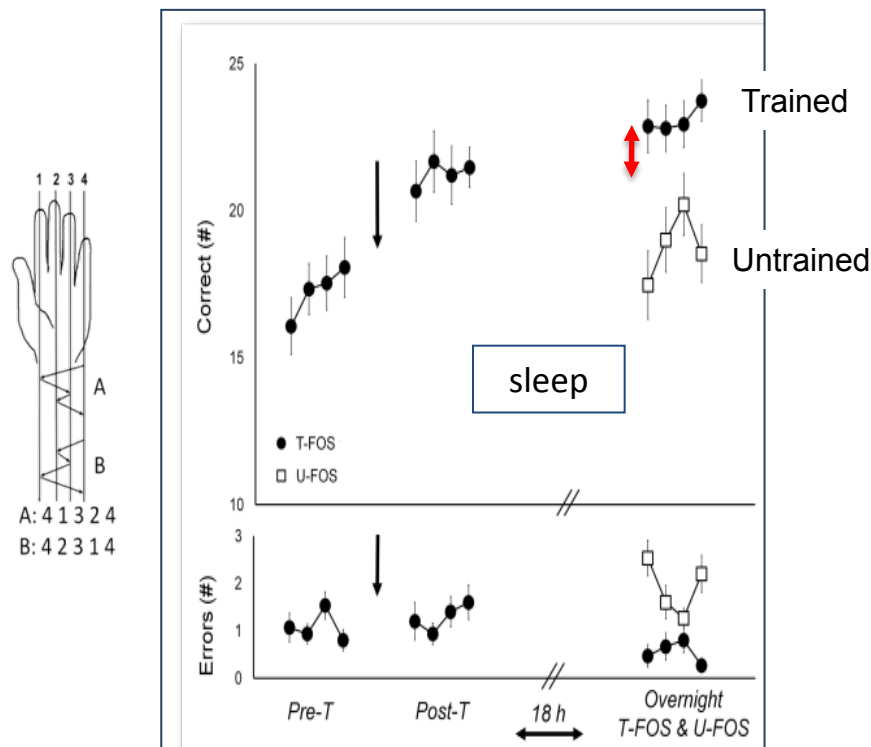 1 2 3 4
A
B
A: 4 1 3 2 4
B: 4 2 3 1 4
25
20
15
10
Correct (#)
Trained
Untrained
sleep
T-FOS
U-FOS
3
2
1
0
Errors (#)
Pre-T
Post-T
18 h
Overnight
T-FOS & U-FOS